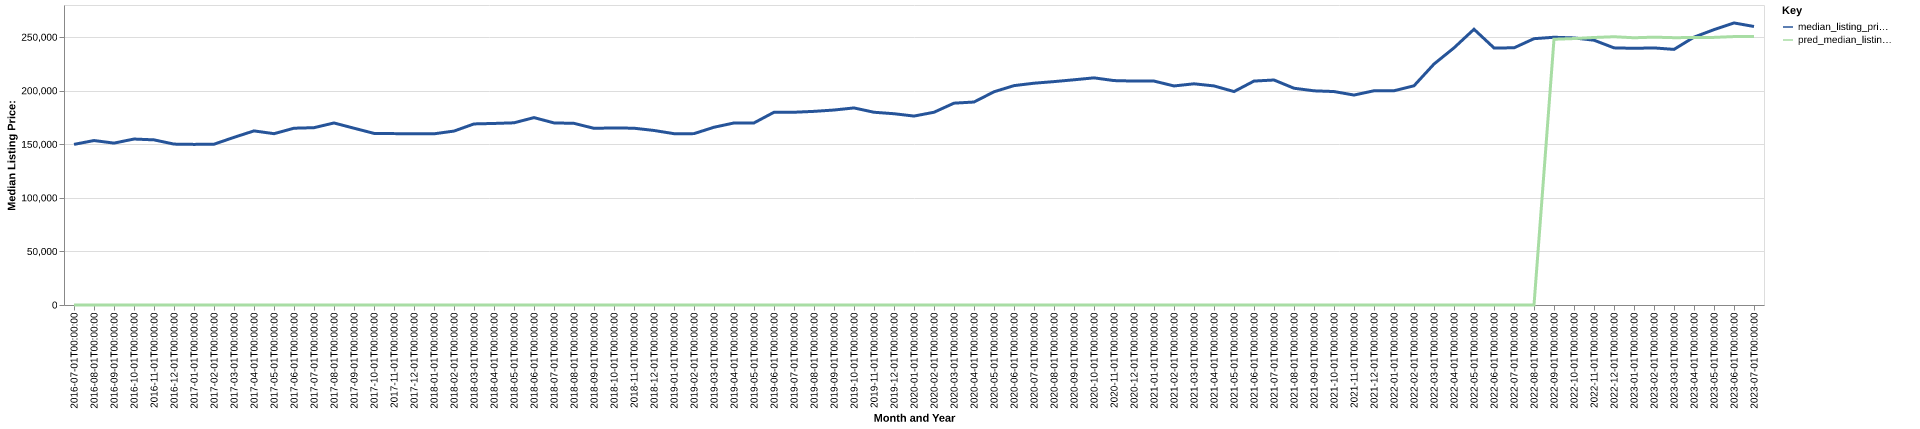 Key
median_listing_pri...
pred_median_listin...
Median Listing Price:
250,000
200,000
150,000
100,000
50,000
0
2016-07-01T00:00:00
2016-08-01T00:00:00
2016-09-01T00:00:00
2016-10-01T00:00:00
2016-11-01T00:00:00
2016-12-01T00:00:00
2017-01-01T00:00:00
2017-02-01T00:00:00
2017-03-01T00:00:00
2017-04-01T00:00:00
2017-05-01T00:00:00
2017-06-01T00:00:00
2017-07-01T00:00:00
2017-08-01T00:00:00
2017-09-01T00:00:00
2017-10-01T00:00:00
2017-11-01T00:00:00
2017-12-01T00:00:00
2018-01-01T00:00:00
2018-02-01T00:00:00
2018-03-01T00:00:00
2018-04-01T00:00:00
2018-05-01T00:00:00
2018-06-01T00:00:00
2018-07-01T00:00:00
2018-08-01T00:00:00
2018-09-01T00:00:00
2018-10-01T00:00:00
2018-11-01T00:00:00
2018-12-01T00:00:00
2019-01-01T00:00:00
2019-02-01T00:00:00
2019-03-01T00:00:00
2019-04-01T00:00:00
2019-05-01T00:00:00
2019-06-01T00:00:00
2019-07-01T00:00:00
2019-08-01T00:00:00
2019-09-01T00:00:00
2019-10-01T00:00:00
2019-11-01T00:00:00
2019-12-01T00:00:00
2020-01-01T00:00:00
2020-02-01T00:00:00
2020-03-01T00:00:00
2020-04-01T00:00:00
2020-05-01T00:00:00
2020-06-01T00:00:00
2020-07-01T00:00:00
2020-08-01T00:00:00
2020-09-01T00:00:00
2020-10-01T00:00:00
2020-11-01T00:00:00
2020-12-01T00:00:00
2021-01-01T00:00:00
2021-02-01T00:00:00
2021-03-01T00:00:00
2021-04-01T00:00:00
2021-05-01T00:00:00
2021-06-01T00:00:00
2021-07-01T00:00:00
2021-08-01T00:00:00
2021-09-01T00:00:00
2021-10-01T00:00:00
2021-11-01T00:00:00
2021-12-01T00:00:00
2022-01-01T00:00:00
2022-02-01T00:00:00
2022-03-01T00:00:00
2022-04-01T00:00:00
2022-05-01T00:00:00
2022-06-01T00:00:00
2022-07-01T00:00:00
2022-08-01T00:00:00
2022-09-01T00:00:00
2022-10-01T00:00:00
2022-11-01T00:00:00
2022-12-01T00:00:00
2023-01-01T00:00:00
2023-02-01T00:00:00
2023-03-01T00:00:00
2023-04-01T00:00:00
2023-05-01T00:00:00
2023-06-01T00:00:00
2023-07-01T00:00:00
Month and Year